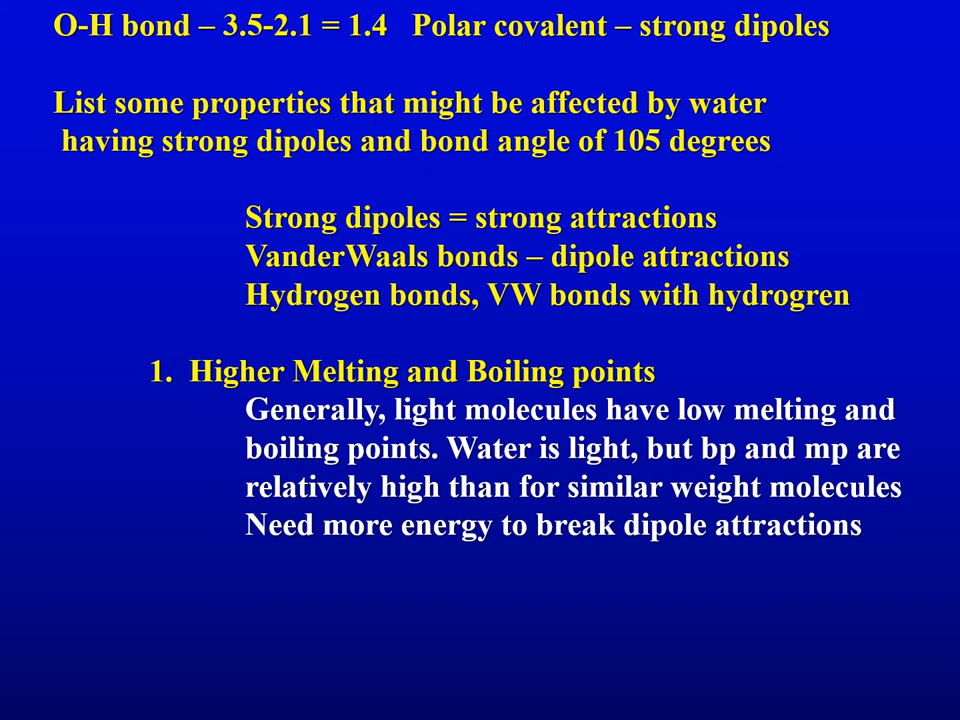 O-H bond – 3.5-2.1 = 1.4   Polar covalent – strong dipoles
List some properties that might be affected by water
having strong dipoles and bond angle of 105 degrees
Strong dipoles = strong attractions
VanderWaals bonds – dipole attractions
Hydrogen bonds, VW bonds with hydrogren
1.  Higher Melting and Boiling points
Generally, light molecules have low melting and
boiling points. Water is light, but bp and mp are
relatively high than for similar weight molecules
Need more energy to break dipole attractions